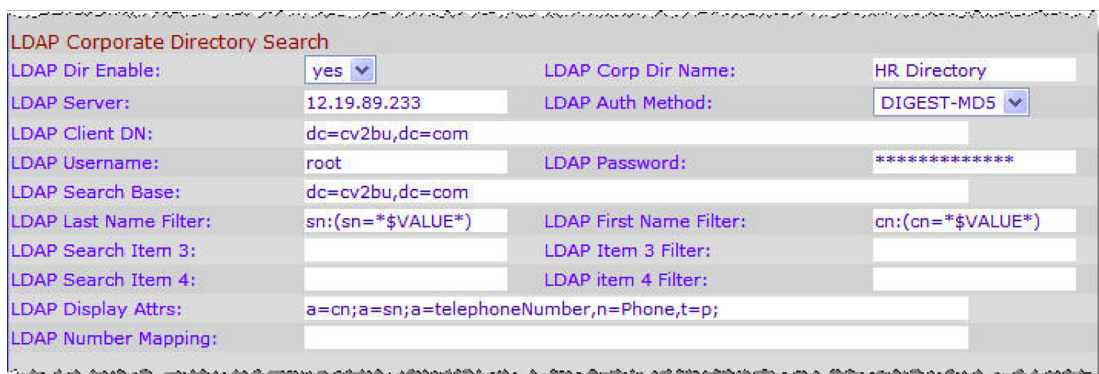 LDAP Corporate Directory Search
LDAP Dir Enable: yes LDAP Corp Dir Name: HR Directory
LDAP Server: 12.19.89.233 LDAP Auth Method: DIGEST-MD5
LDAP Client DN: dc=cv2bu,dc=com
LDAP Username: root LDAP Password: *************
LDAP Search Base: dc=cv2bu,dc=com
LDAP Last Name Filter: sn:(sn=*$VALUE*) LDAP First Name Filter: cn:(cn=*$VALUE*)
LDAP Search Item 3: LDAP Item 3 Filter:
LDAP Search Item 4: LDAP item 4 Filter:
LDAP Display Attrs: a=cn;a=sn;a=telephoneNumber,n=Phone,t=p;
LDAP Number Mapping: